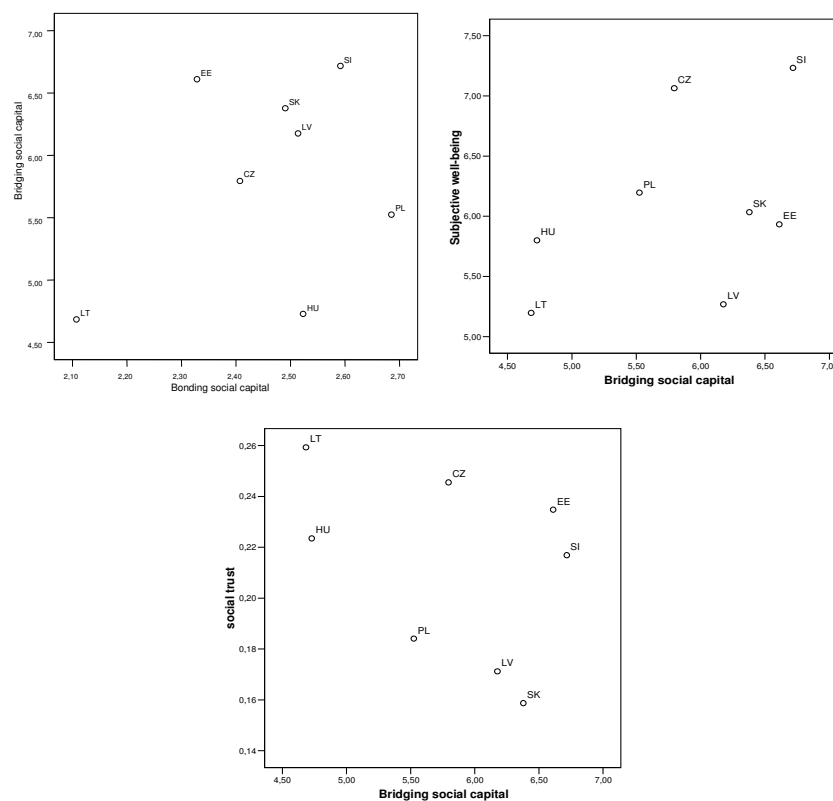 7,00
6,50
6,00
5,50
5,00
4,50
Bridging social capital
SI
EE
SK
LV
CZ
PL
HU
LT
2,10 2,20 2,30 2,40 2,50 2,60 2,70
Bonding social capital
7,50
7,00
6,50
6,00
5,50
5,00
Subjective well-being
SI
CZ
PL
SK
EE
HU
LV
LT
4,50 5,00 5,50 6,00 6,50 7,00
Bridging social capital
0,26
0,24
0,22
0,20
0,18
0,16
0,14
social trust
LT
CZ
EE
HU
SI
PL
LV
SK
4,50 5,00 5,50 6,00 6,50 7,00
Bridging social capital